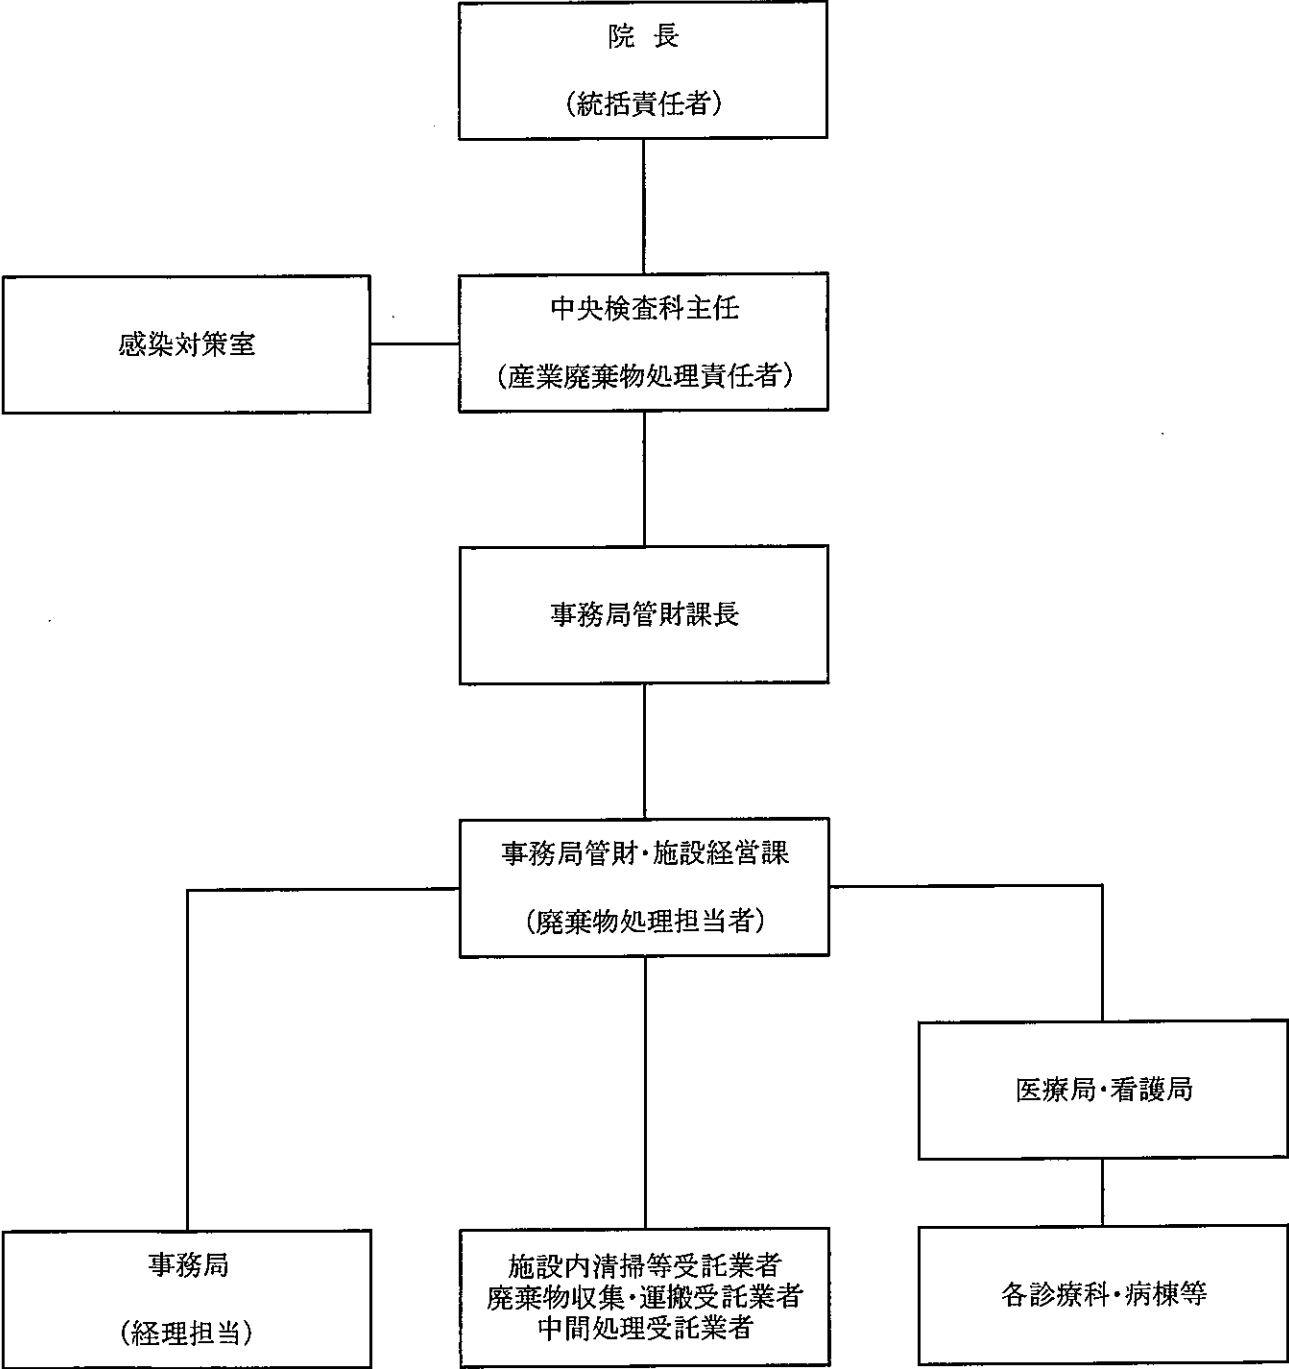 院 長
(統括責任者)
感染対策室
中央検査科主任
(産業廃棄物処理責任者)
事務局管財課長
事務局管財・施設経営課
(廃棄物処理担当者)
医療局・看護局
事務局
(経理担当)
施設内清掃等受託業者
廃棄物収集・運搬受託業者
中間処理受託業者
各診療科・病棟等